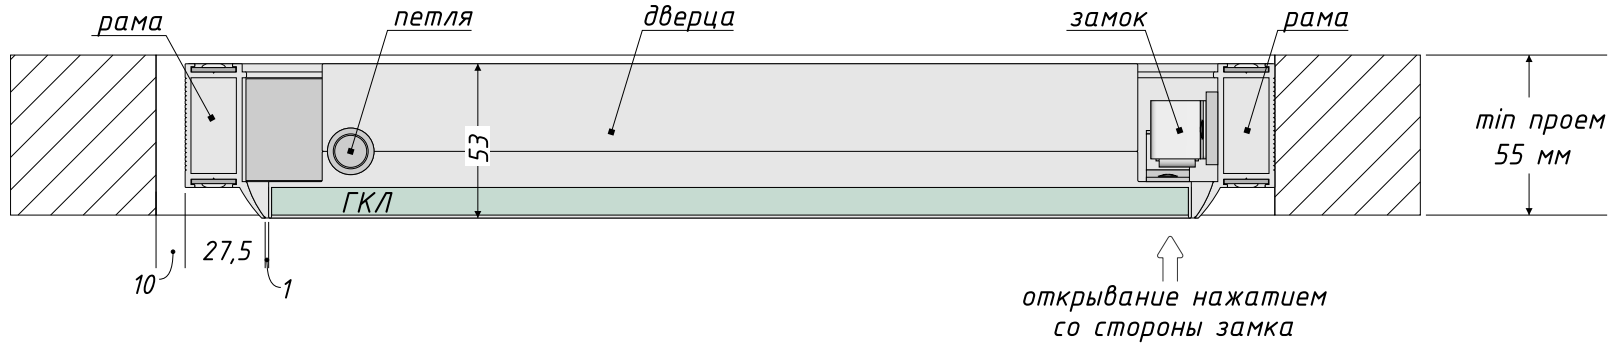 рама
петля
дверца
замок
рама
53
min проем
55 мм
ГКЛ
27,5
10
1
открывание нажатием
со стороны замка